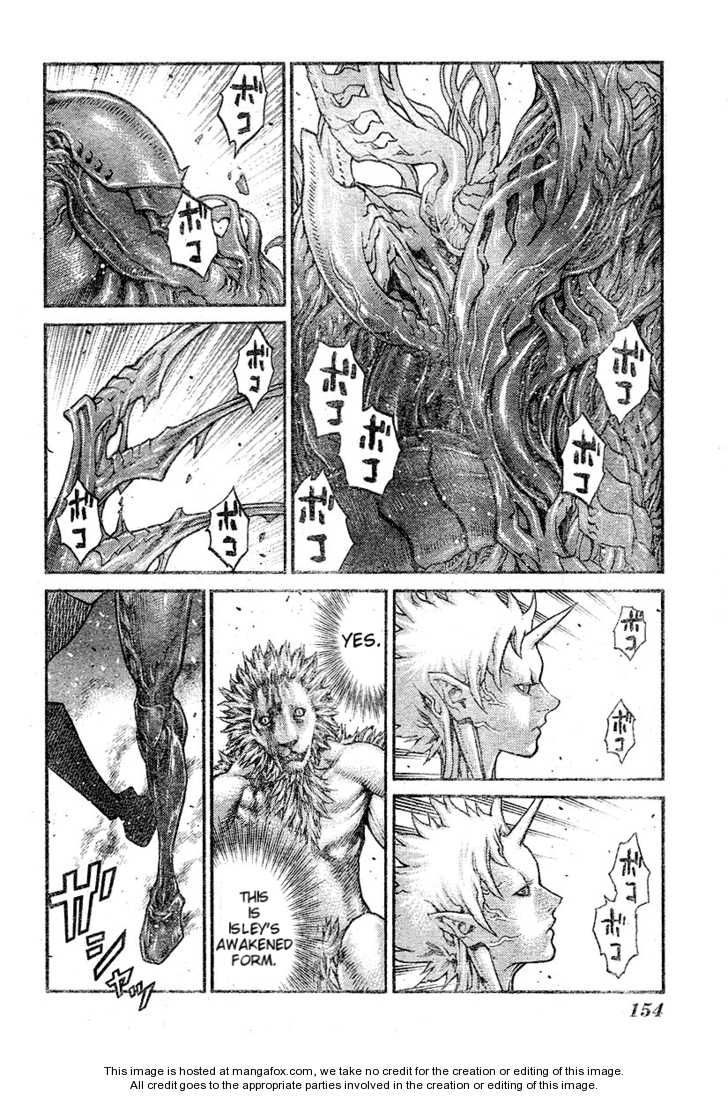 ボコ
ボコ
ボコ
ボコ
ボコ
ボコ
ボコ
ボコ
ボコ
ボコ
ボコ
ボコ
ボコ
YES.
THIS
IS
ISLEY'S
AWAKENED
FORM.
ガシャッ
154
This image is hosted at mangafox.com, we take no credit for the creation or editing of this image.
All credit goes to the appropriate parties involved in the creation or editing of this image.